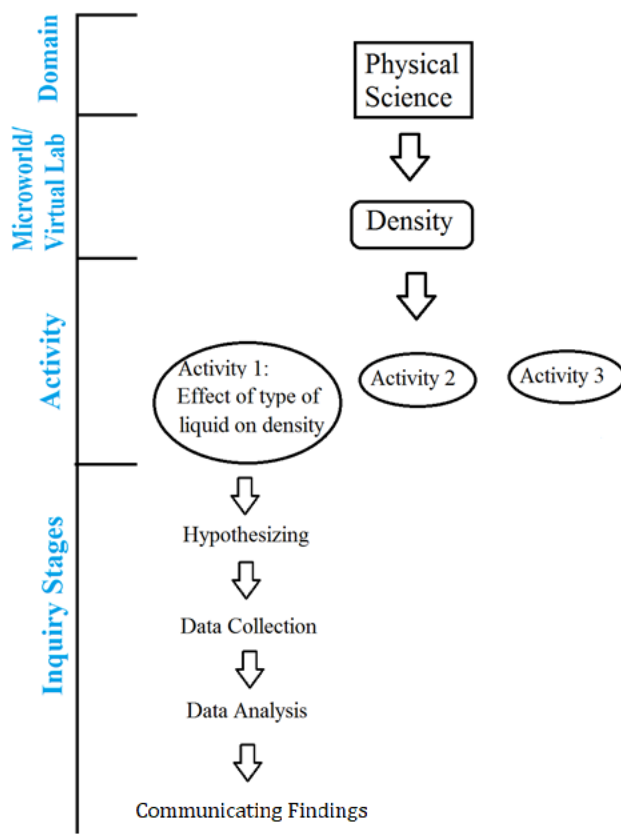 Domain
Physical
Science
Microworld/
Virtual Lab
Density
Activity
Activity 1:
Effect of type of
liquid on density
Activity 2
Activity 3
Inquiry Stages
Hypothesizing
Data Collection
Data Analysis
Communicating Findings